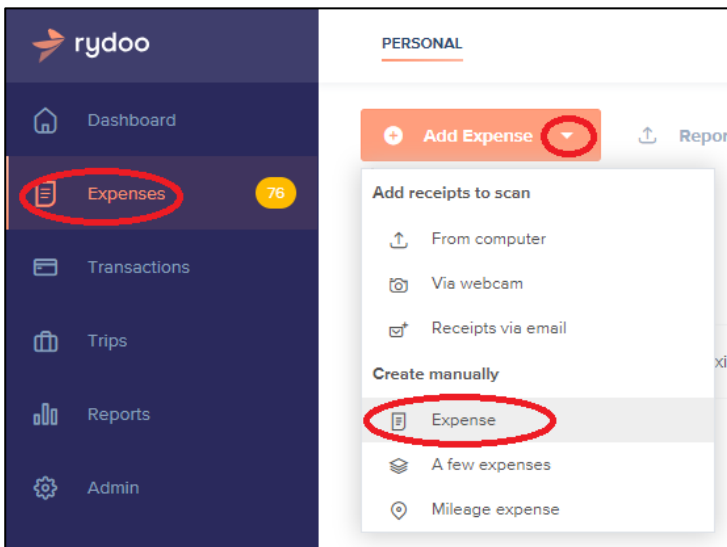 rydoo
PERSONAL
Dashboard
Add Expense
Expenses
76
Add receipts to scan
From computer
Transactions
Via webcam
Receipts via email
Trips
Create manually
Reports
Expense
A few expenses
Admin
Mileage expense